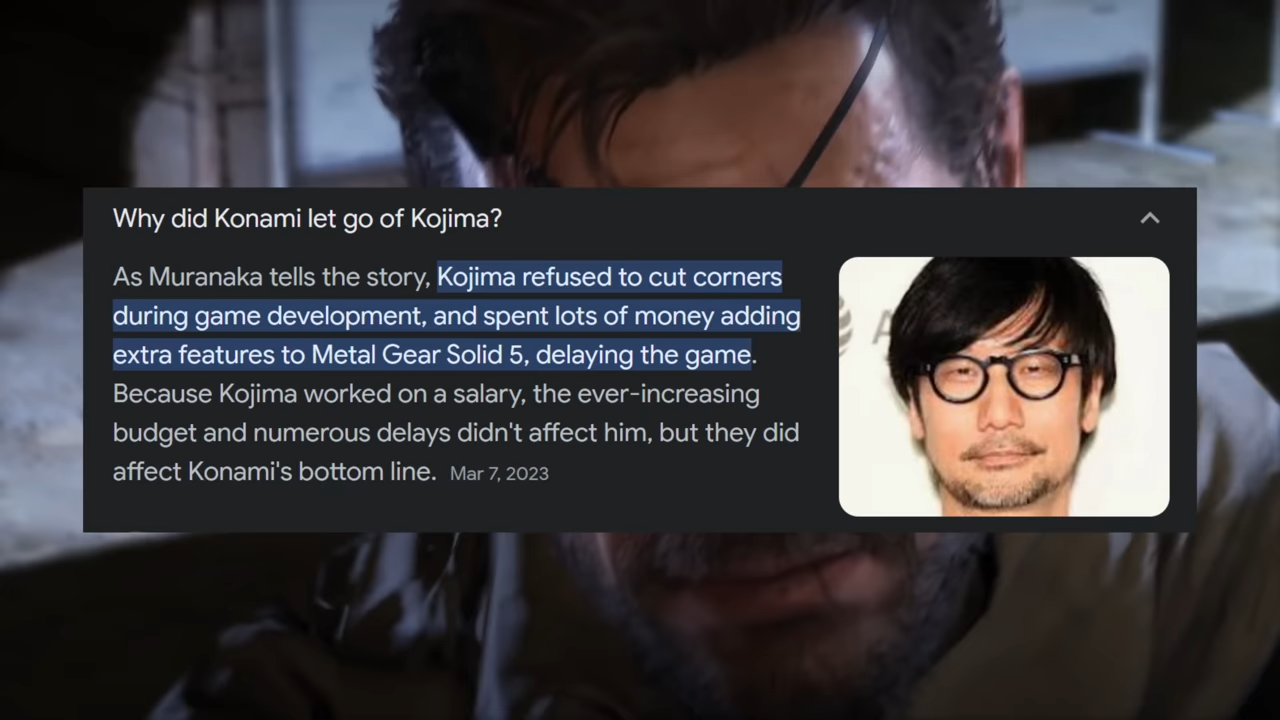 Why did Konami let go of Kojima?
As Muranaka tells the story, Kojima refused to cut corners
during game development, and spent lots of money adding
extra features to Metal Gear Solid 5, delaying the game.
Because Kojima worked on a salary, the ever-increasing
budget and numerous delays didn't affect him, but they did
affect Konami's bottom line. Mar 7, 2023